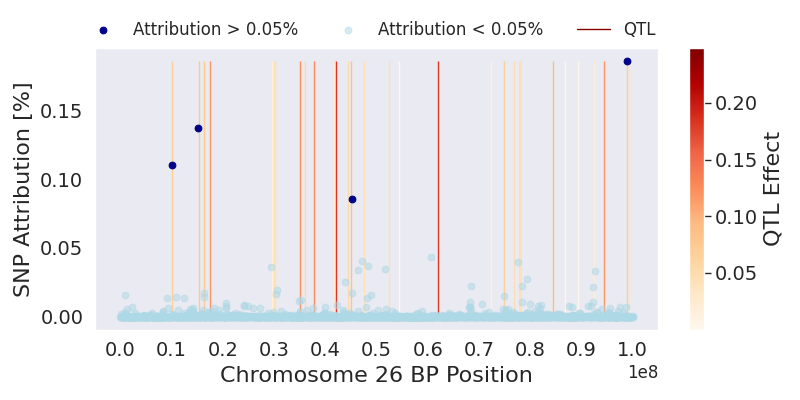 Attribution > 0.05% Attribution < 0.05% QTL
SNP Attribution [%]
0.15
0.10
0.05
0.00
0.0 0.1 0.2 0.3 0.4 0.5 0.6 0.7 0.8 0.9 1.0
1e8
Chromosome 26 BP Position
0.20
0.15
0.10
0.05
QTL Effect